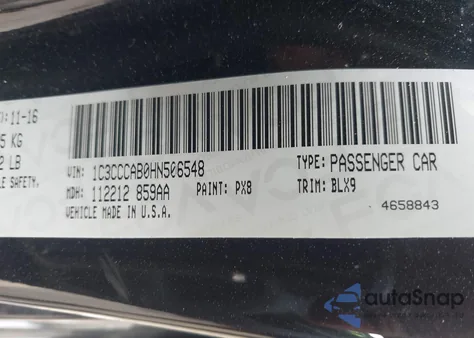 11-16
5 KG
2 LB
LE SAFETY.
VIN: 1C3CCCAB0HN506548
TYPE: PASSENGER CAR
MDH: 112212 859AA
PAINT: PX8
TRIM: BLX9
VEHICLE MADE IN U.S.A.
4658843
autoSnap